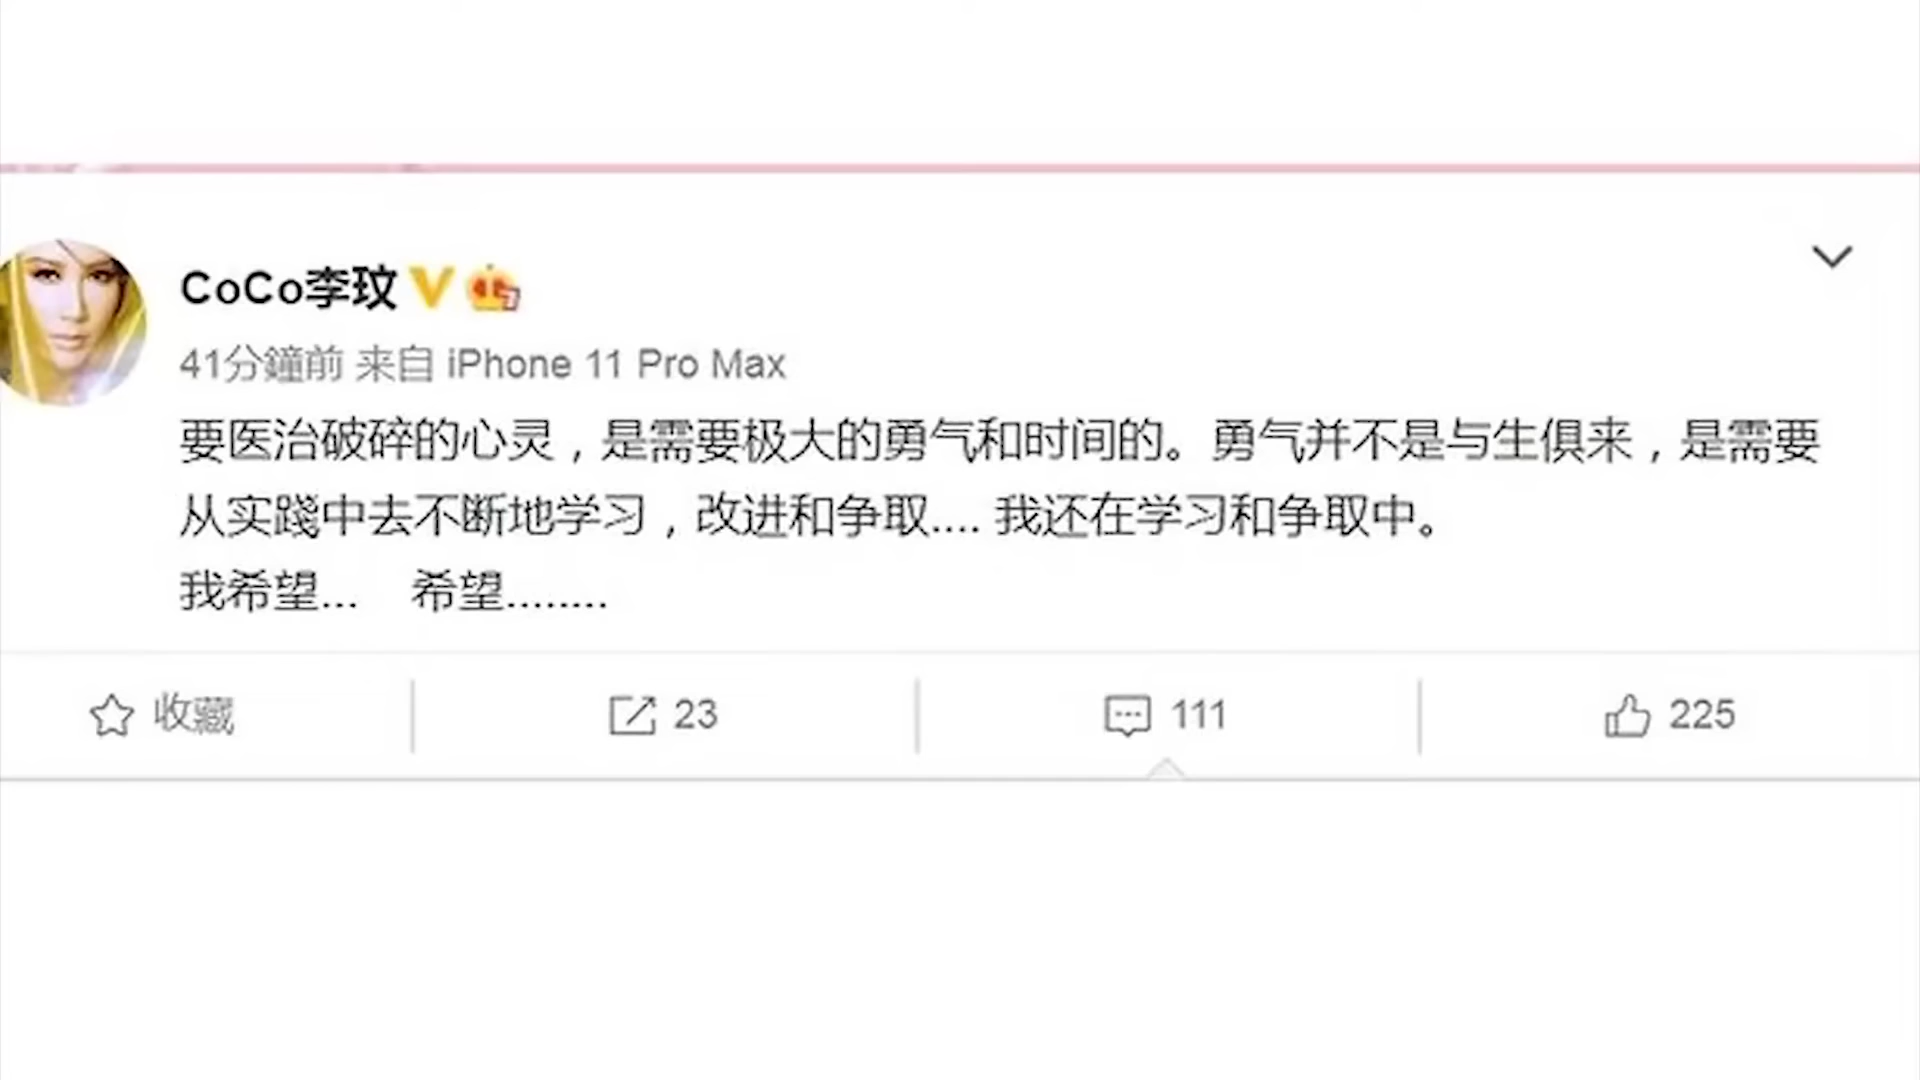 CoCo李玟
41分鐘前 来自 iPhone 11 Pro Max
要医治破碎的心灵，是需要极大的勇气和时间的。勇气并不是与生俱来，是需要
从实践中去不断地学习，改进和争取.... 我还在学习和争取中。
我希望... 希望........
收藏 23 111 225